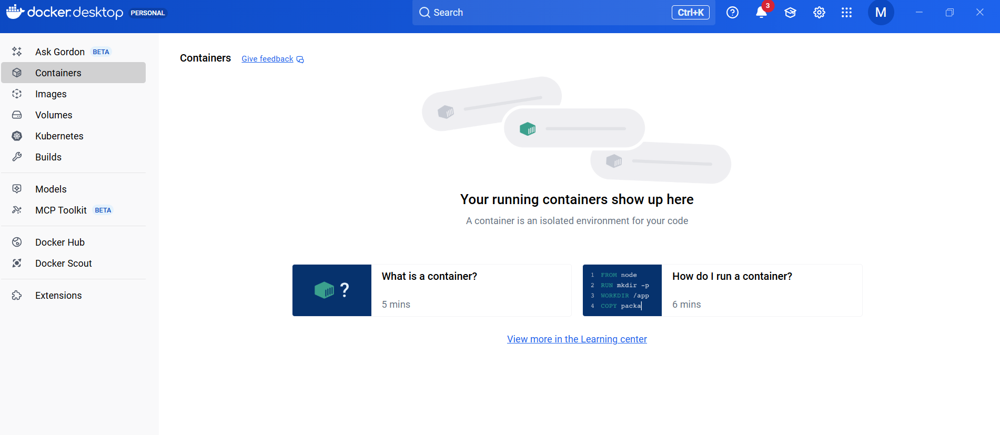 docker.desktop PERSONAL
Search
Ctrl+K
3
M
Ask Gordon BETA
Containers
Images
Volumes
Kubernetes
Builds
Models
MCP Toolkit BETA
Docker Hub
Docker Scout
Extensions
Containers Give feedback
Your running containers show up here
A container is an isolated environment for your code
?
What is a container?
5 mins
1 FROM node
2 RUN mkdir -p
3 WORKDIR /app
4 COPY packa
How do I run a container?
6 mins
View more in the Learning center